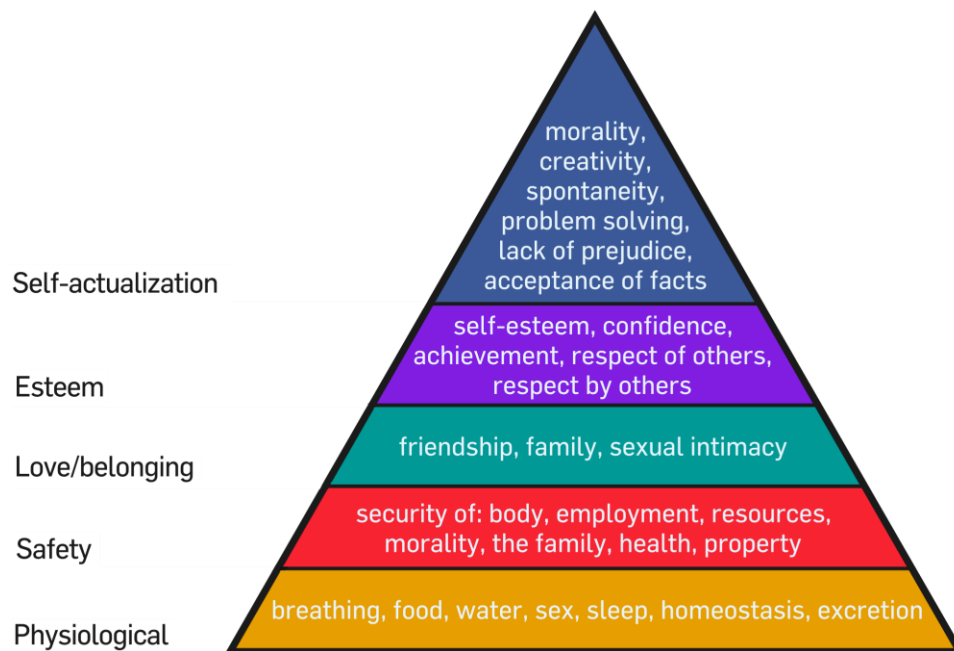 morality,
creativity,
spontaneity,
problem solving,
lack of prejudice,
acceptance of facts
Self-actualization
self-esteem, confidence,
achievement, respect of others,
respect by others
Esteem
friendship, family, sexual intimacy
Love/belonging
security of: body, employment, resources,
morality, the family, health, property
Safety
breathing, food, water, sex, sleep, homeostasis, excretion
Physiological